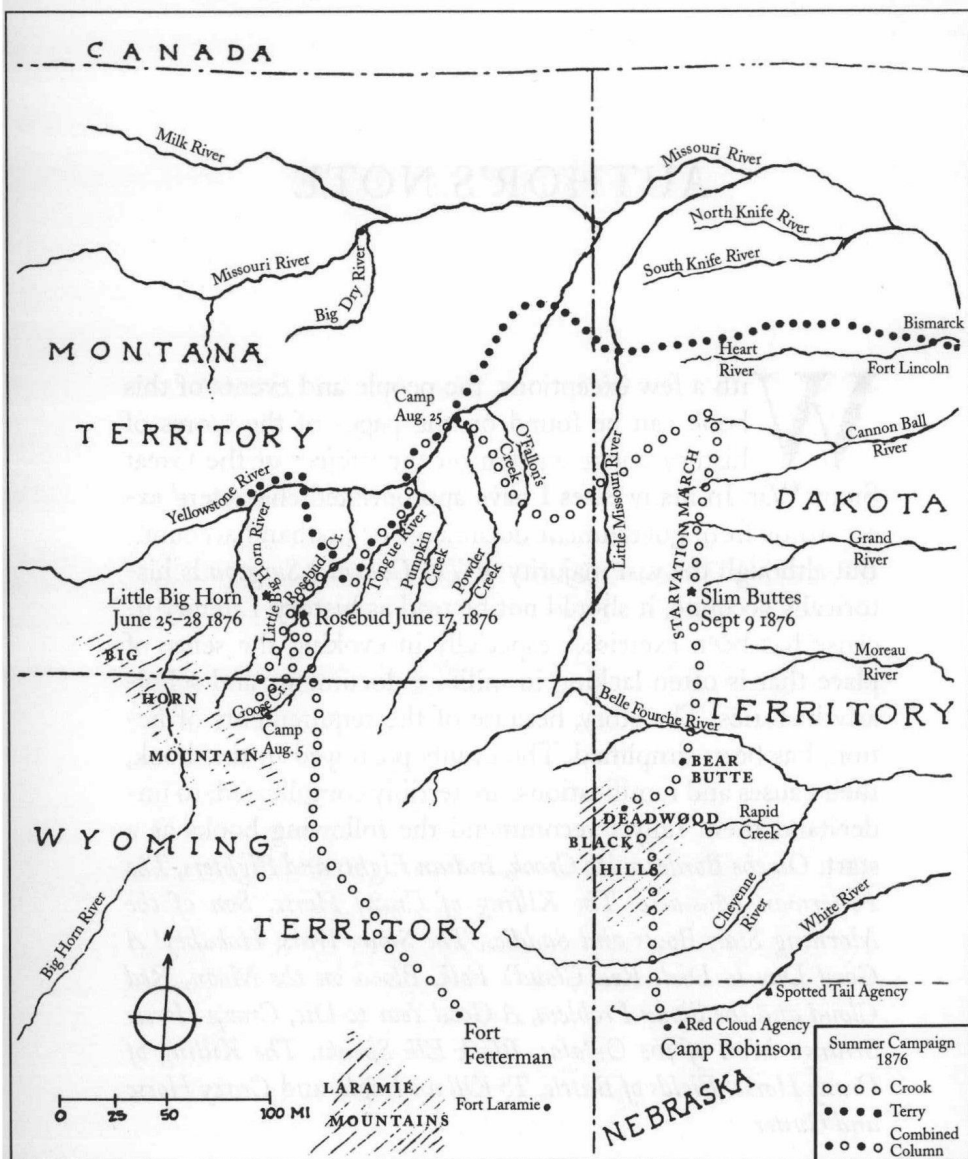 CANADA
Milk River
Missouri River
North Knife River
South Knife River
Missouri River
Big Dry River
Bismarck
Heart
River
Fort Lincoln
MONTANA
TERRITORY
Camp
Aug. 25
O'Fallon's
Creek
Little Missouri River
STARVATION MARCH
Cannon Ball
River
DAKOTA
Yellowstone River
Grand
River
Little Big
Horn River
Rosebud
Tongue River
Pumpkin
Creek
Powder
Creek
Little Big Horn
June 25–28 1876
Rosebud June 17, 1876
Slim Buttes
Sept 9 1876
Moreau
River
BIG
HORN
MOUNTAIN
Goose Cr.
Camp
Aug. 5
Belle Fourche River
TERRITORY
BEAR
BUTTE
DEADWOOD
BLACK
HILLS
Rapid
Creek
WYOMING
TERRITORY
Cheyenne
River
White River
Big Horn River
Spotted Tail Agency
Red Cloud Agency
Camp Robinson
Fort
Fetterman
LARAMIE
MOUNTAINS
Fort Laramie
NEBRASKA
0 25 50 100 MI
Summer Campaign
1876
Crook
Terry
Combined
Column